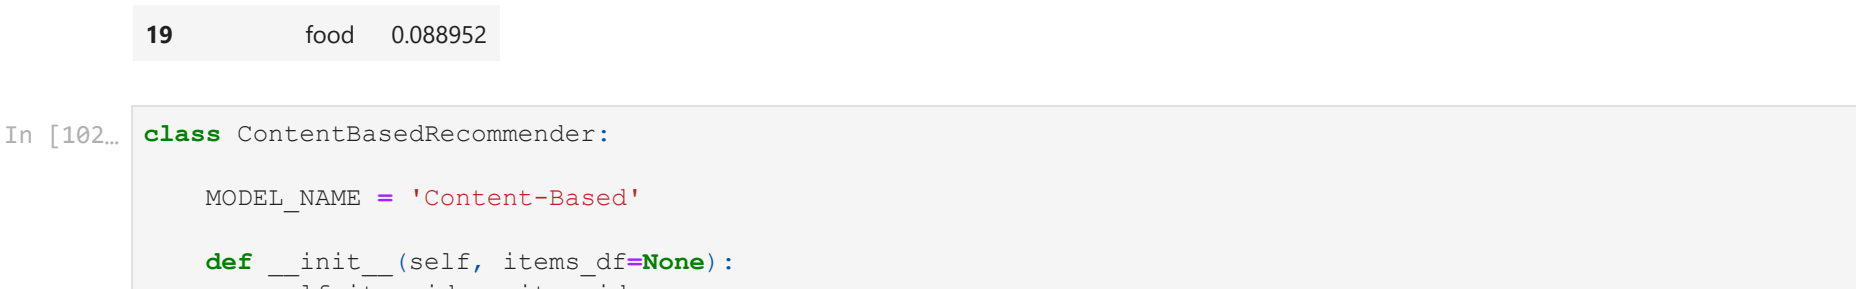 19 food 0.088952
In [102… class ContentBasedRecommender:
MODEL_NAME = 'Content-Based'
def __init__(self, items_df=None):